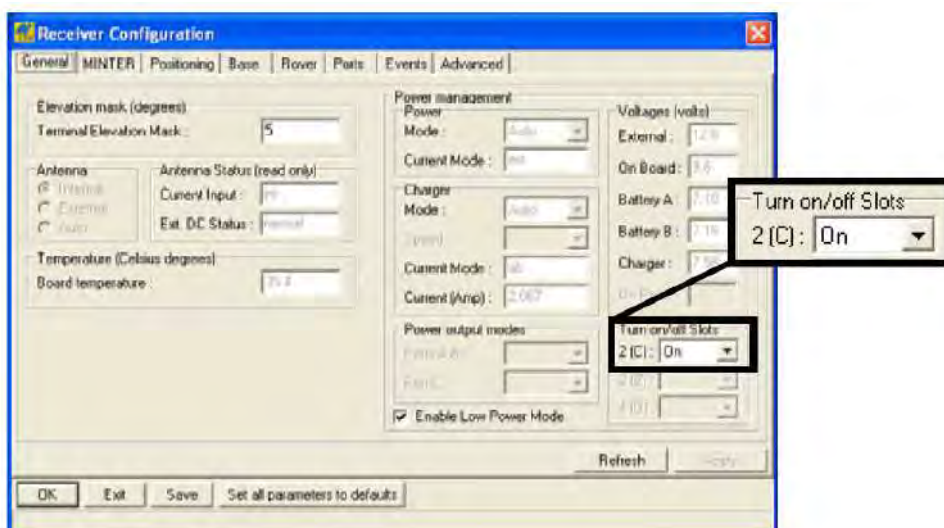 Receiver Configuration
General MINTER Positioning Base Rover Ports Events Advanced
Elevation mask (degrees)
Terminal Elevation Mask : 5
Antenna
Internal
External
Auto
Antenna Status (read only)
Current Input :
Ext. DC Status : normal
Temperature (Celsius degrees)
Board temperature :
Power management
Power
Mode : Auto
Current Mode :
Charger
Mode : Auto
Speed
Current Mode : ab
Current (Amp) : 2.067
Power output modes
Enable Low Power Mode
Voltages (volts)
External :
On Board :
Battery A :
Battery B :
Charger :
Turn on/off Slots
2 (C) : On
Turn on/off Slots
2 (C) : On
Refresh Apply
OK Exit Save Set all parameters to defaults